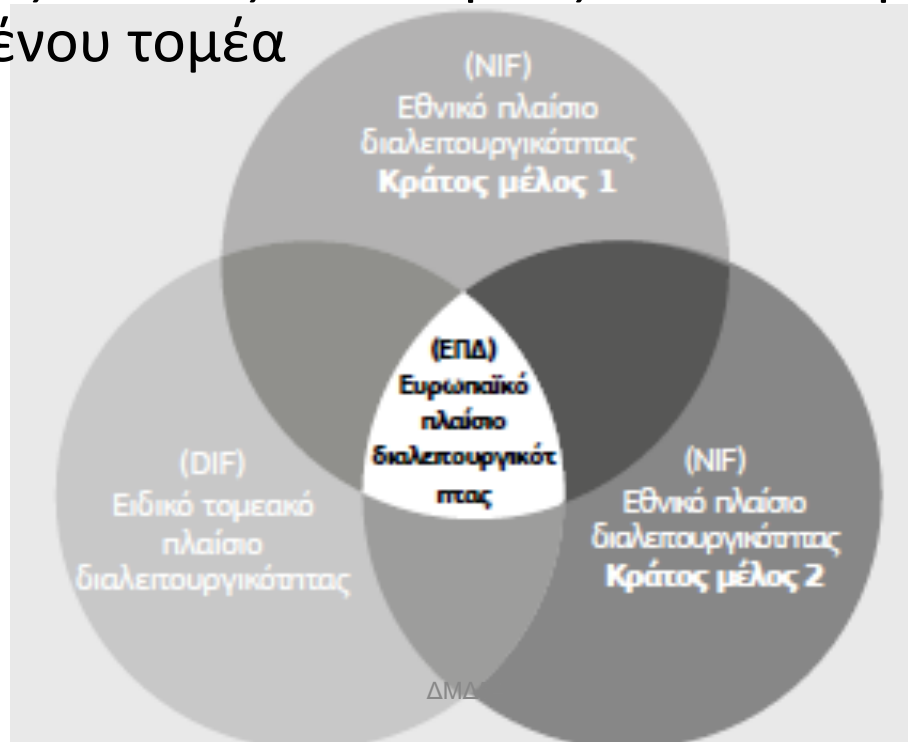 ένου τομέα
(NIF)
Εθνικό πλαίσιο
διαλειτουργικότητας
Κράτος μέλος 1
(ΕΠΔ)
Ευρωπαϊκό
πλαίσιο
διαλειτουργικότ
ητας
(DIF)
Ειδικό τομεακό
πλαίσιο
διαλειτουργικότητας
(NIF)
Εθνικό πλαίσιο
διαλειτουργικότητας
Κράτος μέλος 2
ΔΜΔ